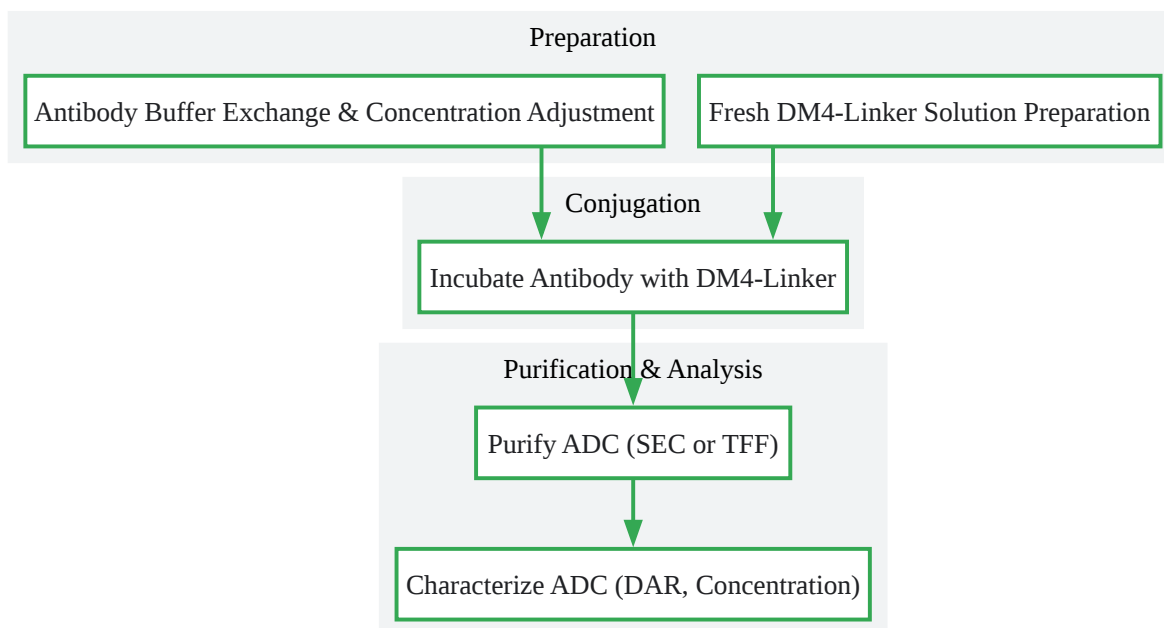 Preparation
Antibody Buffer Exchange & Concentration Adjustment
Fresh DM4-Linker Solution Preparation
Conjugation
Incubate Antibody with DM4-Linker
Purification & Analysis
Purify ADC (SEC or TFF)
Characterize ADC (DAR, Concentration)